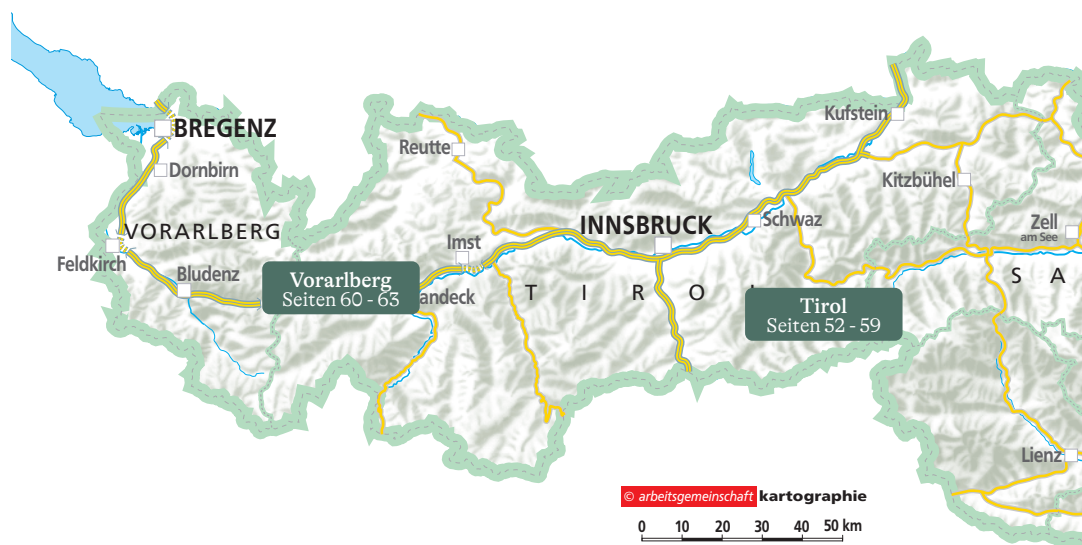 BREGENZ
Dornbirn
VORARLBERG
Feldkirch
Bludenz
Vorarlberg
Seiten 60 - 63
Reutte
Imst
andeck
T I R O
INNSBRUCK
Schwaz
Kufstein
Kitzbühel
Zell
am See
S A
Tirol
Seiten 52 - 59
Lienz
© arbeitsgemeinschaft kartographie
0 10 20 30 40 50 km